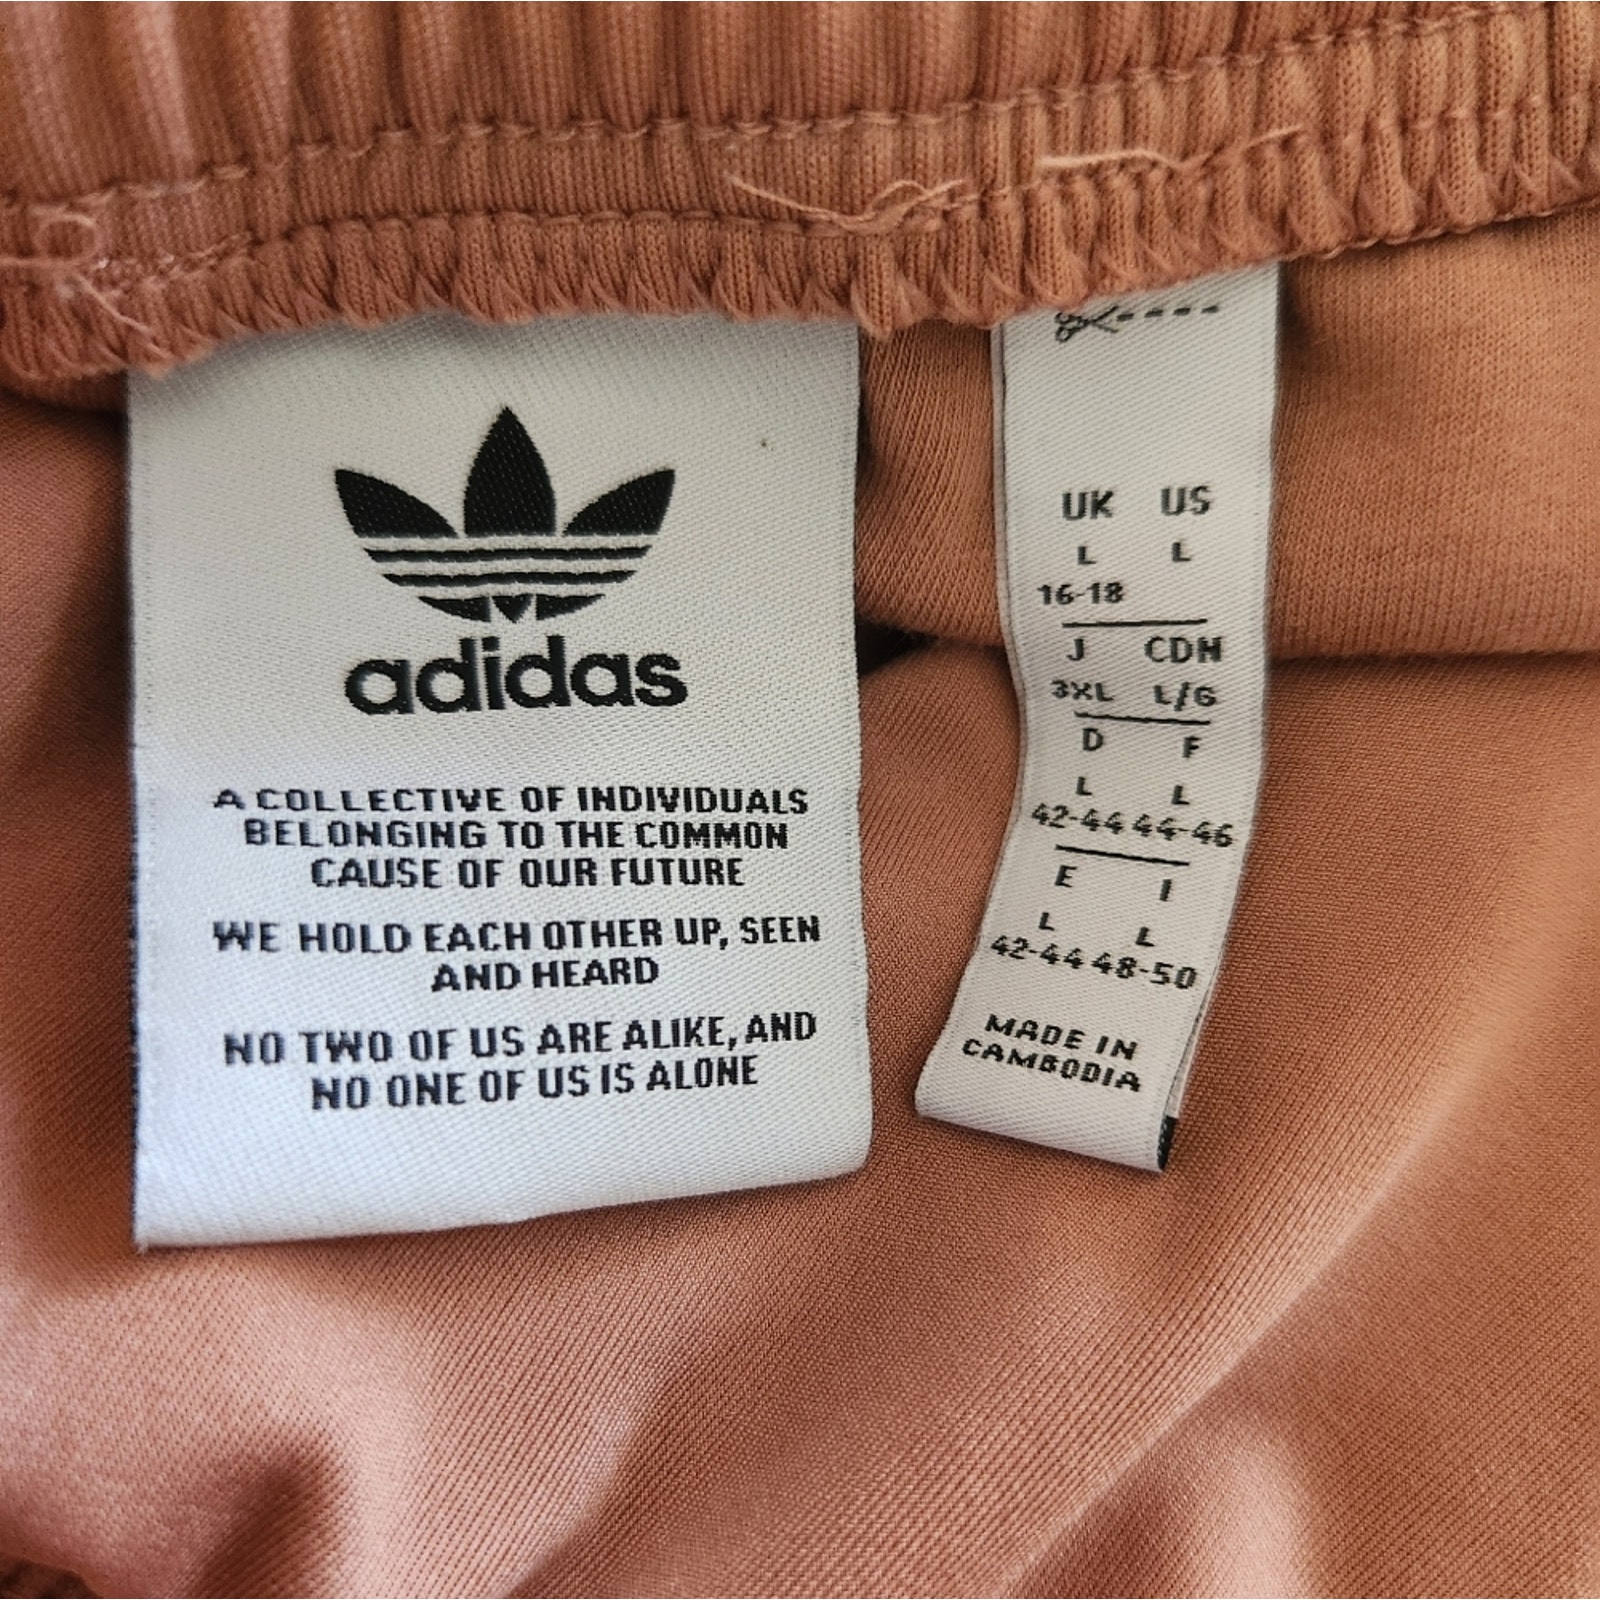 adidas
A COLLECTIVE OF INDIVIDUALS
BELONGING TO THE COMMON
CAUSE OF OUR FUTURE
WE HOLD EACH OTHER UP, SEEN
AND HEARD
NO TWO OF US ARE ALIKE, AND
NO ONE OF US IS ALONE
UK US
L L
16-18
J CDN
3XL L/G
D F
L L
42-44 44-46
E I
L L
42-44 48-50
MADE IN
CAMBODIA